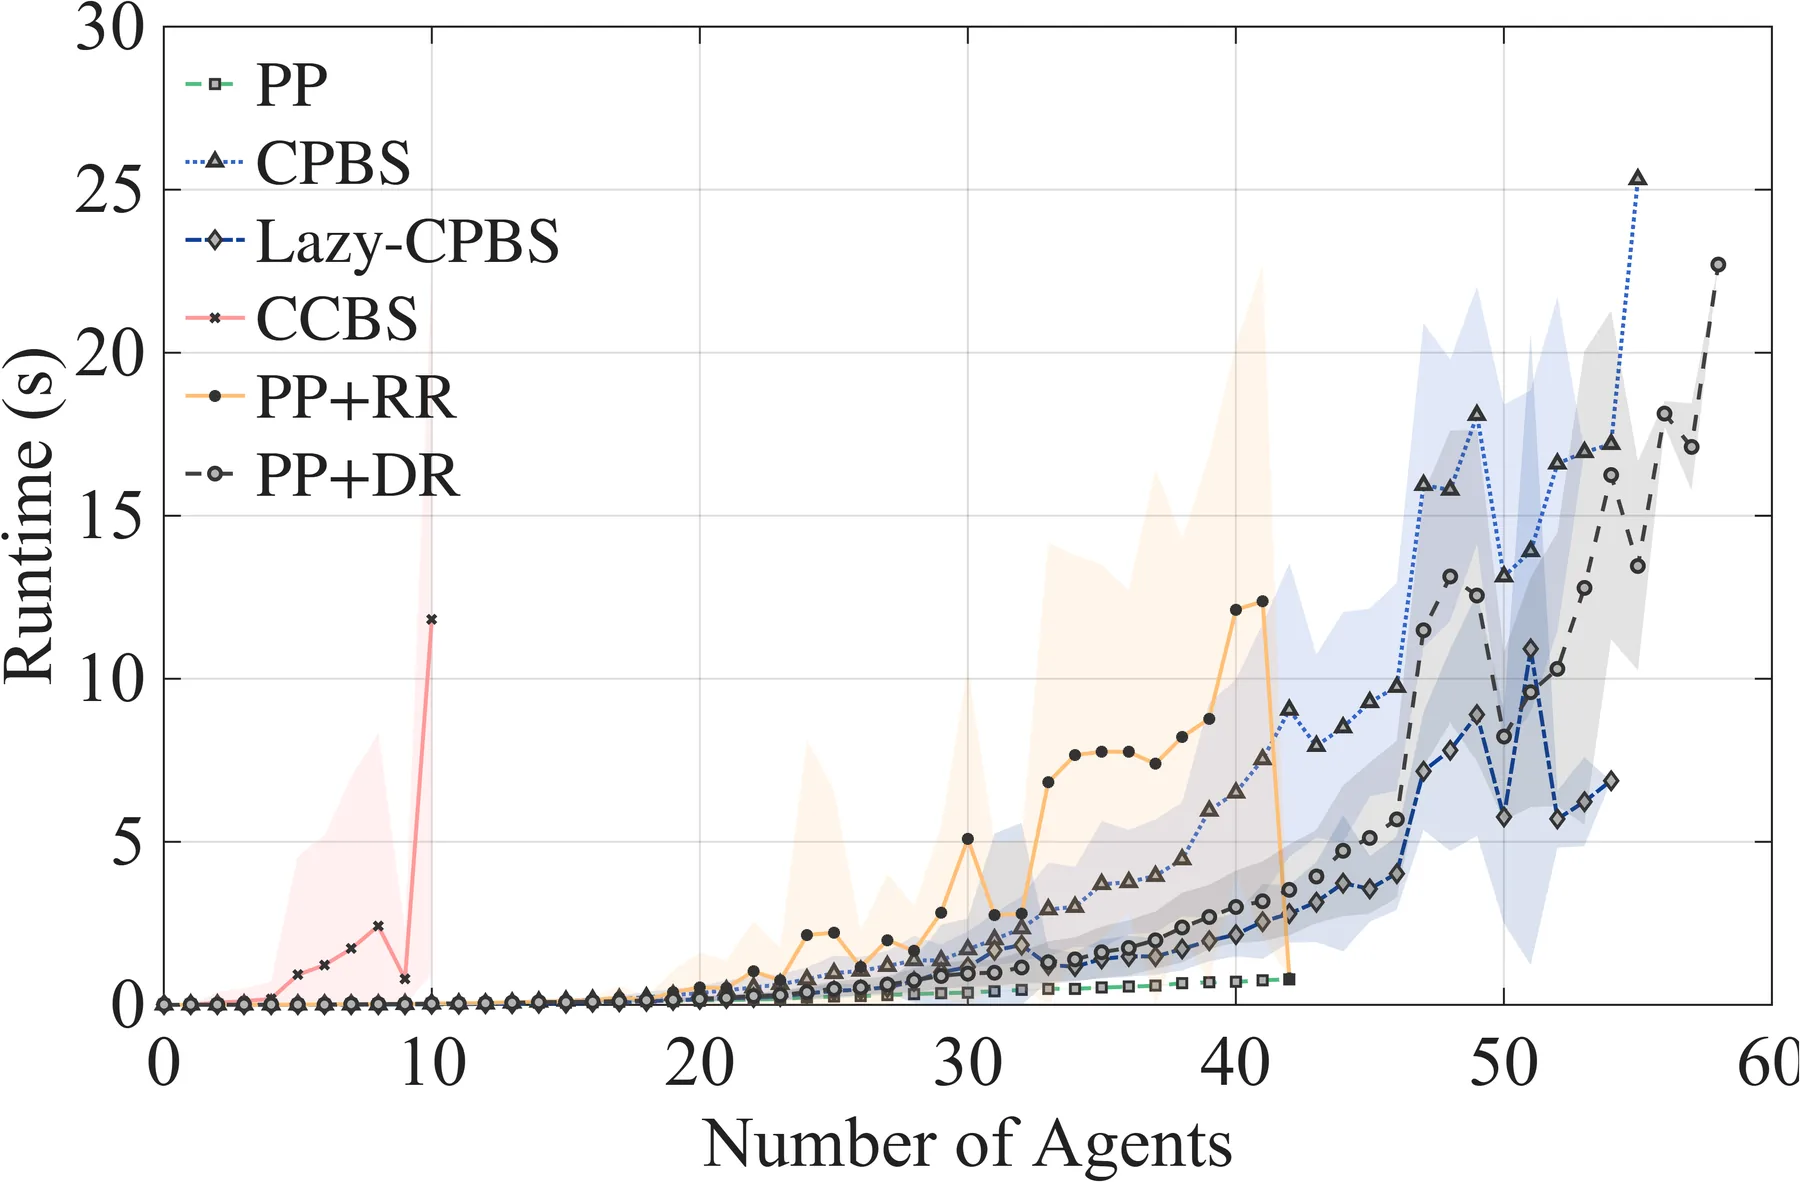 30
25
20
15
10
5
0
Runtime (s)
PP
CPBS
Lazy-CPBS
CCBS
PP+RR
PP+DR
0 10 20 30 40 50 60
Number of Agents